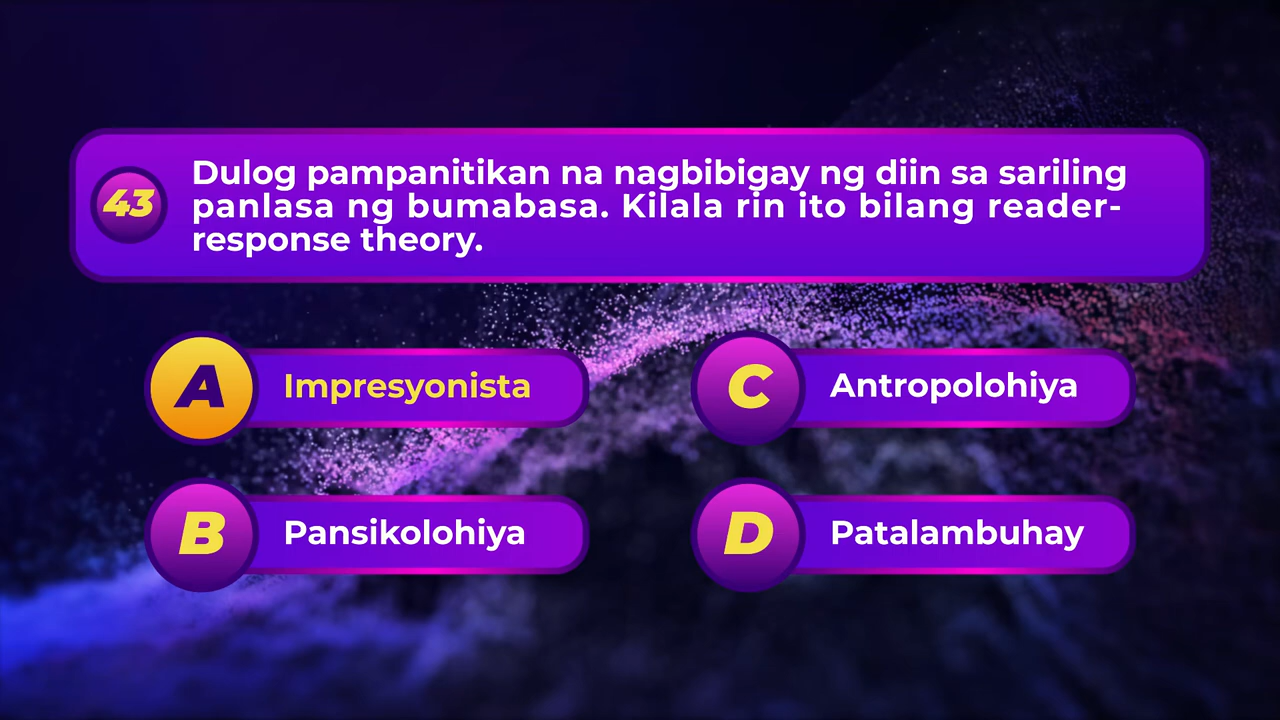 43
Dulog pampanitikan na nagbibigay ng diin sa sariling
panlasa ng bumabasa. Kilala rin ito bilang reader-
response theory.
A Impresyonista
C Antropolohiya
B Pansikolohiya
D Patalambuhay